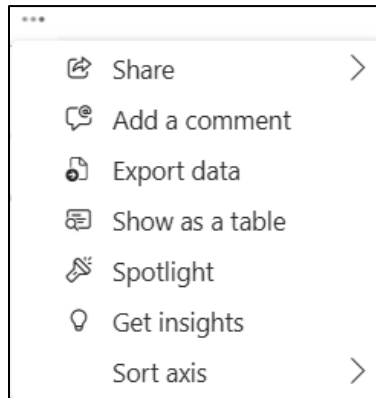 Share
Add a comment
Export data
Show as a table
Spotlight
Get insights
Sort axis